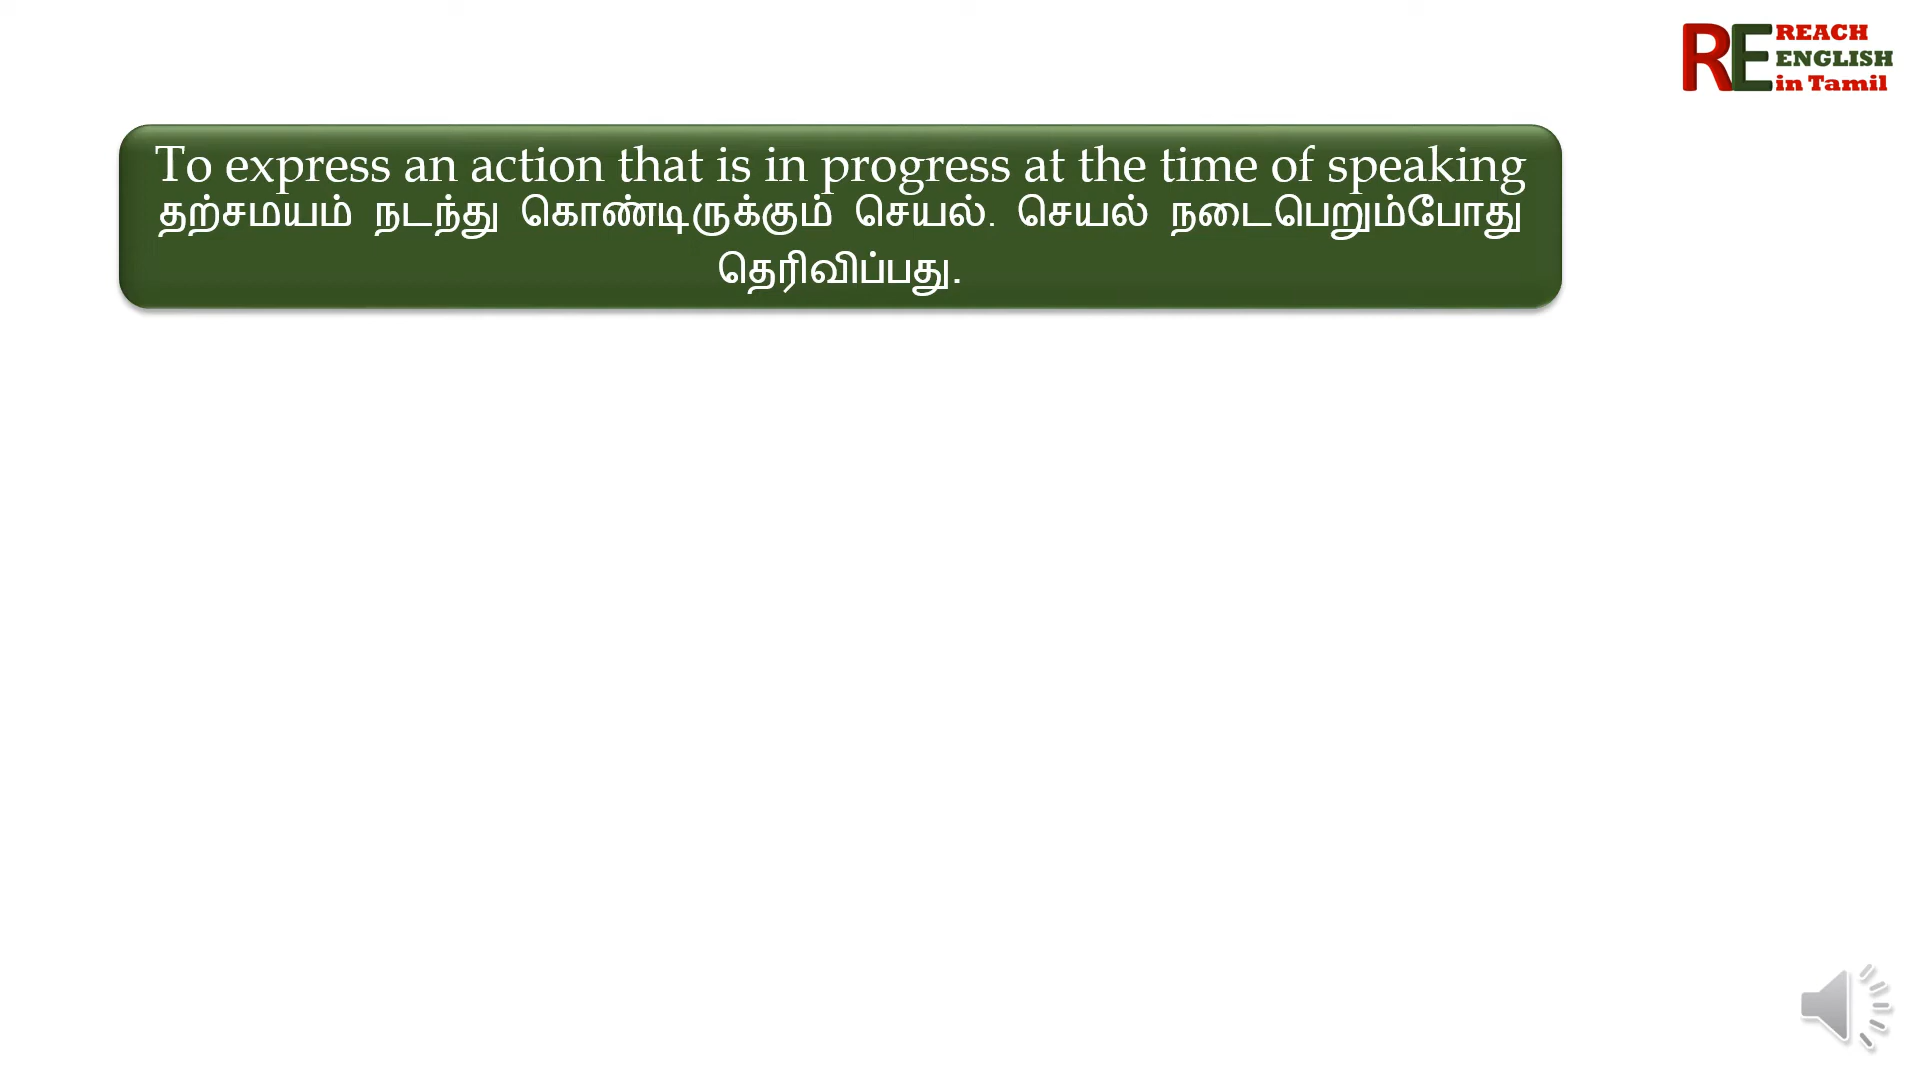 RE REACH
ENGLISH
in Tamil
To express an action that is in progress at the time of speaking
தற்சமயம் நடந்து கொண்டிருக்கும் செயல். செயல் நடைபெறும்போது
தெரிவிப்பது.